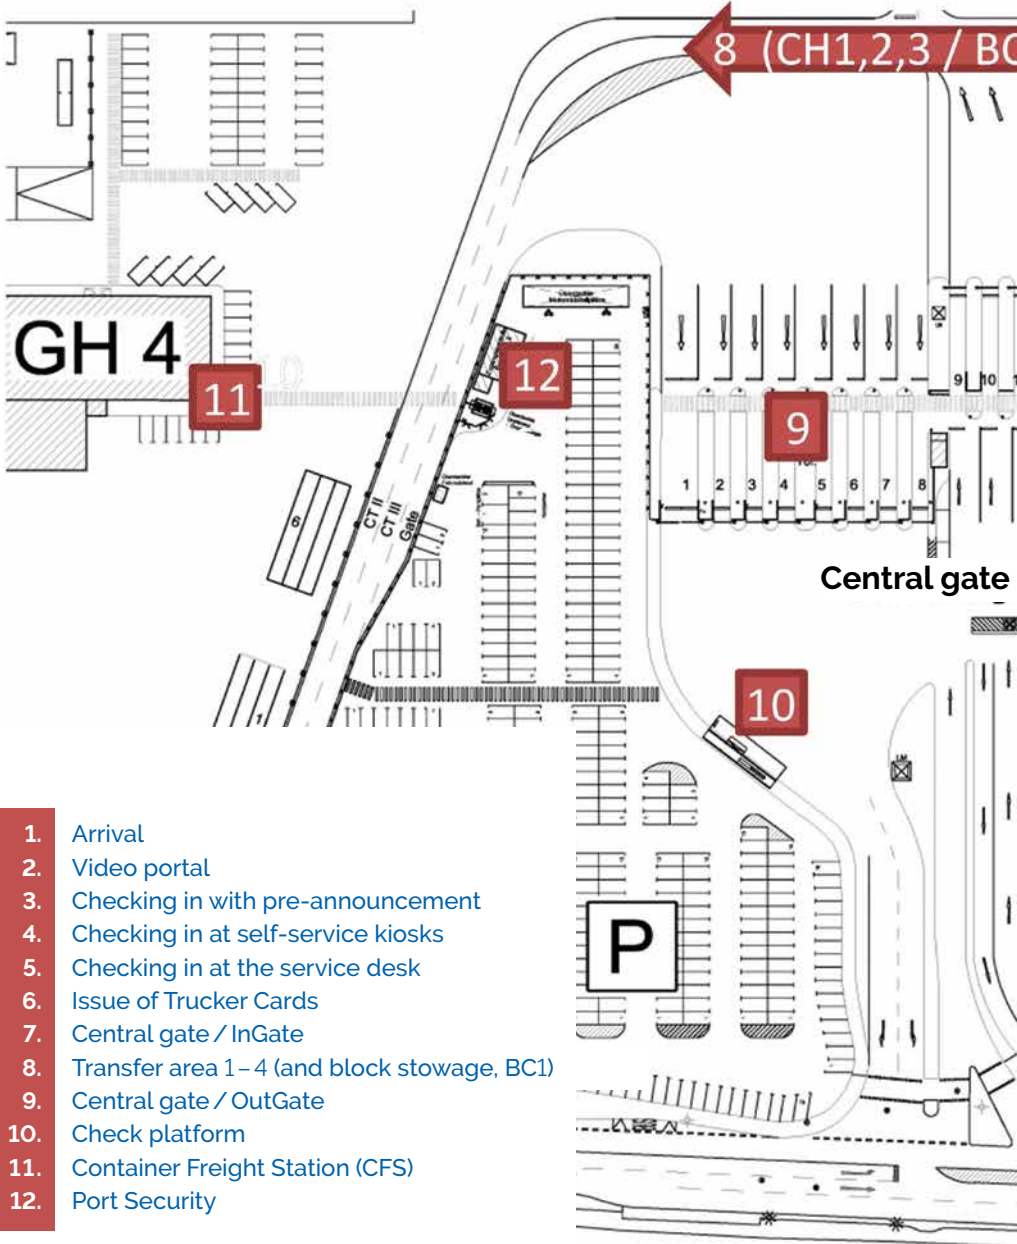 8 (CH1,2,3 / BC
GH 4
11
12
9
9 10 1
1 2 3 4 5 6 7 8
6
CT II
CT III
Gate
Central gate
10
LM
P
1. Arrival
2. Video portal
3. Checking in with pre-announcement
4. Checking in at self-service kiosks
5. Checking in at the service desk
6. Issue of Trucker Cards
7. Central gate / InGate
8. Transfer area 1 – 4 (and block stowage, BC1)
9. Central gate / OutGate
10. Check platform
11. Container Freight Station (CFS)
12. Port Security